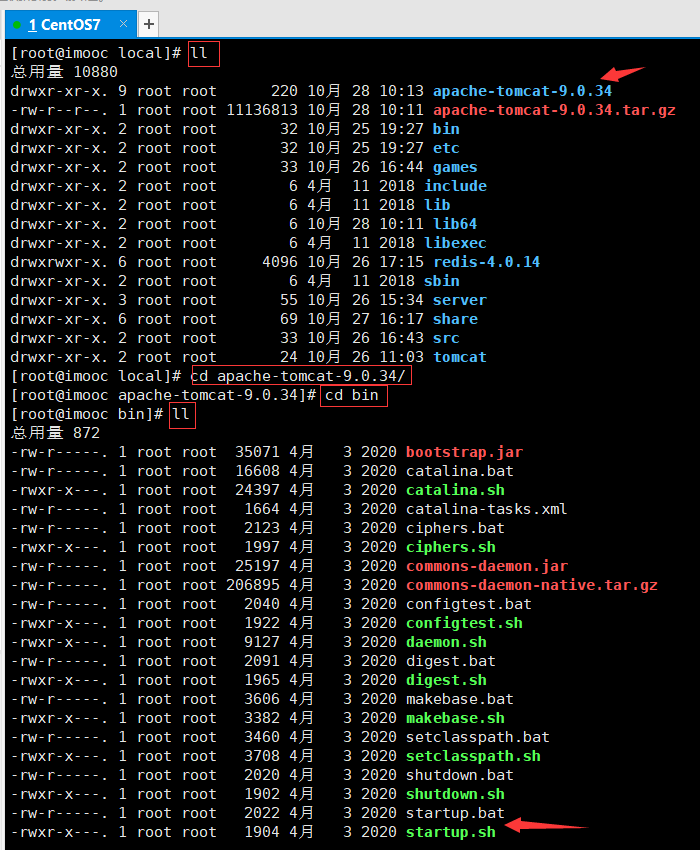 1 CentOS7 × +
[root@imooc local]# ll
总用量 10880
drwxr-xr-x. 9 root root      220 10月 28 10:13 apache-tomcat-9.0.34
-rw-r--r--. 1 root root 11136813 10月 28 10:11 apache-tomcat-9.0.34.tar.gz
drwxr-xr-x. 2 root root       32 10月 25 19:27 bin
drwxr-xr-x. 2 root root       32 10月 25 19:27 etc
drwxr-xr-x. 2 root root       33 10月 26 16:44 games
drwxr-xr-x. 2 root root        6 4月  11 2018 include
drwxr-xr-x. 2 root root        6 4月  11 2018 lib
drwxr-xr-x. 2 root root        6 10月 28 10:11 lib64
drwxr-xr-x. 2 root root        6 4月  11 2018 libexec
drwxrwxr-x. 6 root root     4096 10月 26 17:15 redis-4.0.14
drwxr-xr-x. 2 root root        6 4月  11 2018 sbin
drwxr-xr-x. 3 root root       55 10月 26 15:34 server
drwxr-xr-x. 6 root root       69 10月 27 16:17 share
drwxr-xr-x. 2 root root       33 10月 26 16:43 src
drwxr-xr-x. 2 root root       24 10月 26 11:03 tomcat
[root@imooc local]# cd apache-tomcat-9.0.34/
[root@imooc apache-tomcat-9.0.34]# cd bin
[root@imooc bin]# ll
总用量 872
-rw-r-----. 1 root root  35071 4月   3 2020 bootstrap.jar
-rw-r-----. 1 root root  16608 4月   3 2020 catalina.bat
-rwxr-x---. 1 root root  24397 4月   3 2020 catalina.sh
-rw-r-----. 1 root root   1664 4月   3 2020 catalina-tasks.xml
-rw-r-----. 1 root root   2123 4月   3 2020 ciphers.bat
-rwxr-x---. 1 root root   1997 4月   3 2020 ciphers.sh
-rw-r-----. 1 root root  25197 4月   3 2020 commons-daemon.jar
-rw-r-----. 1 root root 206895 4月   3 2020 commons-daemon-native.tar.gz
-rw-r-----. 1 root root   2040 4月   3 2020 configtest.bat
-rwxr-x---. 1 root root   1922 4月   3 2020 configtest.sh
-rwxr-x---. 1 root root   9127 4月   3 2020 daemon.sh
-rw-r-----. 1 root root   2091 4月   3 2020 digest.bat
-rwxr-x---. 1 root root   1965 4月   3 2020 digest.sh
-rw-r-----. 1 root root   3606 4月   3 2020 makebase.bat
-rwxr-x---. 1 root root   3382 4月   3 2020 makebase.sh
-rw-r-----. 1 root root   3460 4月   3 2020 setclasspath.bat
-rwxr-x---. 1 root root   3708 4月   3 2020 setclasspath.sh
-rw-r-----. 1 root root   2020 4月   3 2020 shutdown.bat
-rwxr-x---. 1 root root   1902 4月   3 2020 shutdown.sh
-rw-r-----. 1 root root   2022 4月   3 2020 startup.bat
-rwxr-x---. 1 root root   1904 4月   3 2020 startup.sh